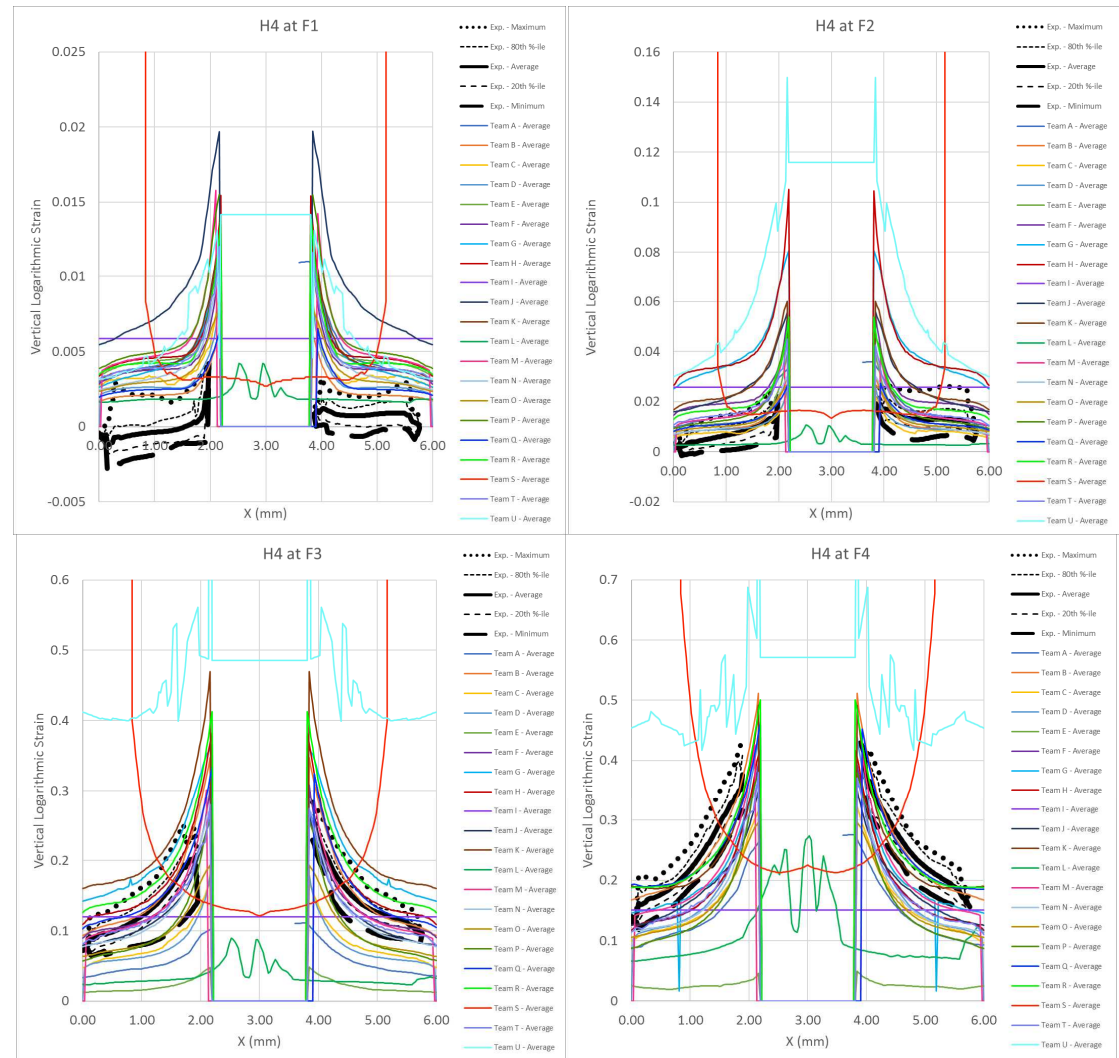 H4 at F1
0.025
0.02
0.015
0.01
0.005
0
-0.005
0.00
1.00
2.00
3.00
4.00
5.00
6.00
Vertical Logarithmic Strain
X (mm)
Exp. - Maximum
Exp. - 80th %-ile
Exp. - Average
Exp. - 20th %-ile
Exp. - Minimum
Team A - Average
Team B - Average
Team C - Average
Team D - Average
Team E - Average
Team F - Average
Team G - Average
Team H - Average
Team I - Average
Team J - Average
Team K - Average
Team L - Average
Team M - Average
Team N - Average
Team O - Average
Team P - Average
Team Q - Average
Team R - Average
Team S - Average
Team T - Average
Team U - Average
H4 at F2
0.16
0.14
0.12
0.1
0.08
0.06
0.04
0.02
0
-0.02
0.00
1.00
2.00
3.00
4.00
5.00
6.00
Vertical Logarithmic Strain
X (mm)
Exp. - Maximum
Exp. - 80th %-ile
Exp. - Average
Exp. - 20th %-ile
Exp. - Minimum
Team A - Average
Team B - Average
Team C - Average
Team D - Average
Team E - Average
Team F - Average
Team G - Average
Team H - Average
Team I - Average
Team J - Average
Team K - Average
Team L - Average
Team M - Average
Team N - Average
Team O - Average
Team P - Average
Team Q - Average
Team R - Average
Team S - Average
Team T - Average
Team U - Average
H4 at F3
0.6
0.5
0.4
0.3
0.2
0.1
0
0.00
1.00
2.00
3.00
4.00
5.00
6.00
Vertical Logarithmic Strain
X (mm)
Exp. - Maximum
Exp. - 80th %-ile
Exp. - Average
Exp. - 20th %-ile
Exp. - Minimum
Team A - Average
Team B - Average
Team C - Average
Team D - Average
Team E - Average
Team F - Average
Team G - Average
Team H - Average
Team I - Average
Team J - Average
Team K - Average
Team L - Average
Team M - Average
Team N - Average
Team O - Average
Team P - Average
Team Q - Average
Team R - Average
Team S - Average
Team T - Average
Team U - Average
H4 at F4
0.7
0.6
0.5
0.4
0.3
0.2
0.1
0
0.00
1.00
2.00
3.00
4.00
5.00
6.00
Vertical Logarithmic Strain
X (mm)
Exp. - Maximum
Exp. - 80th %-ile
Exp. - Average
Exp. - 20th %-ile
Exp. - Minimum
Team A - Average
Team B - Average
Team C - Average
Team D - Average
Team E - Average
Team F - Average
Team G - Average
Team H - Average
Team I - Average
Team J - Average
Team K - Average
Team L - Average
Team M - Average
Team N - Average
Team O - Average
Team P - Average
Team Q - Average
Team R - Average
Team S - Average
Team T - Average
Team U - Average